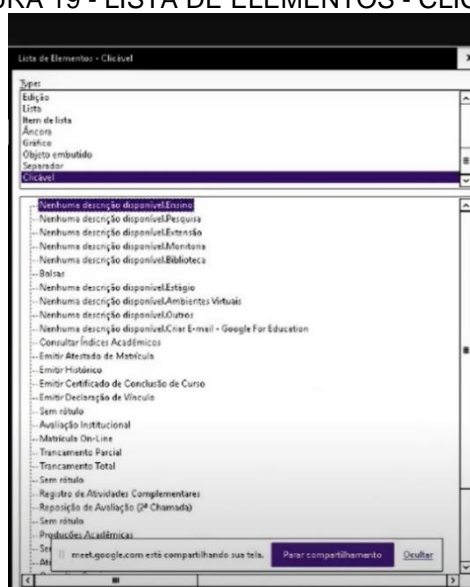 LISTA DE ELEMENTOS - CLIC
Lista de Elementos - Clicável
Type:
Edição
Lista
Item de lista
Âncora
Gráfico
Objeto embutido
Separador
Clicável
Nenhuma descrição disponível.Ensino
Nenhuma descrição disponível.Pesquisa
Nenhuma descrição disponível.Extensão
Nenhuma descrição disponível.Monitoria
Nenhuma descrição disponível.Biblioteca
Bolsas
Nenhuma descrição disponível.Estágio
Nenhuma descrição disponível.Ambientes Virtuais
Nenhuma descrição disponível.Outros
Nenhuma descrição disponível.Criar E-mail - Google For Education
Consultar Índices Acadêmicos
Emitir Atestado de Matrícula
Emitir Histórico
Emitir Certificado de Conclusão de Curso
Emitir Declaração de Vínculo
Sem rótulo
Avaliação Institucional
Matrícula On-Line
Trancamento Parcial
Trancamento Total
Sem rótulo
Registro de Atividades Complementares
Reposição de Avaliação (2ª Chamada)
Sem rótulo
Produções Acadêmicas
meet.google.com está compartilhando sua tela. Parar compartilhamento Ocultar